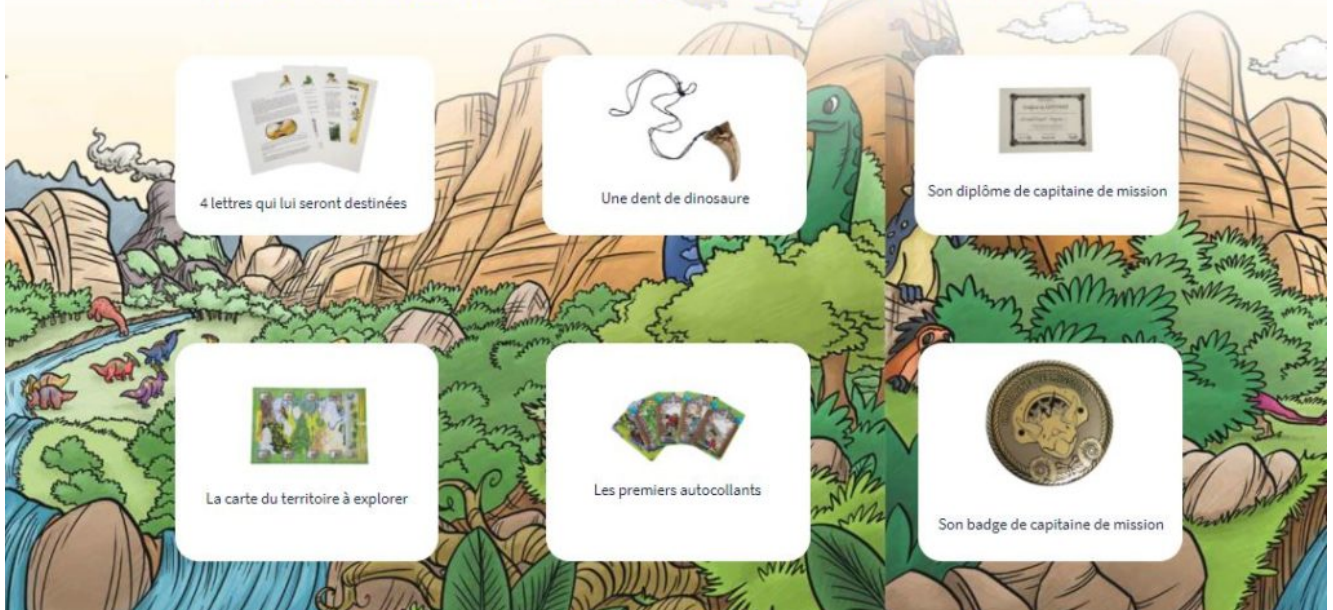 4 lettres qui lui seront destinées
Une dent de dinosaure
Son diplôme de capitaine de mission
La carte du territoire à explorer
Les premiers autocollants
Son badge de capitaine de mission